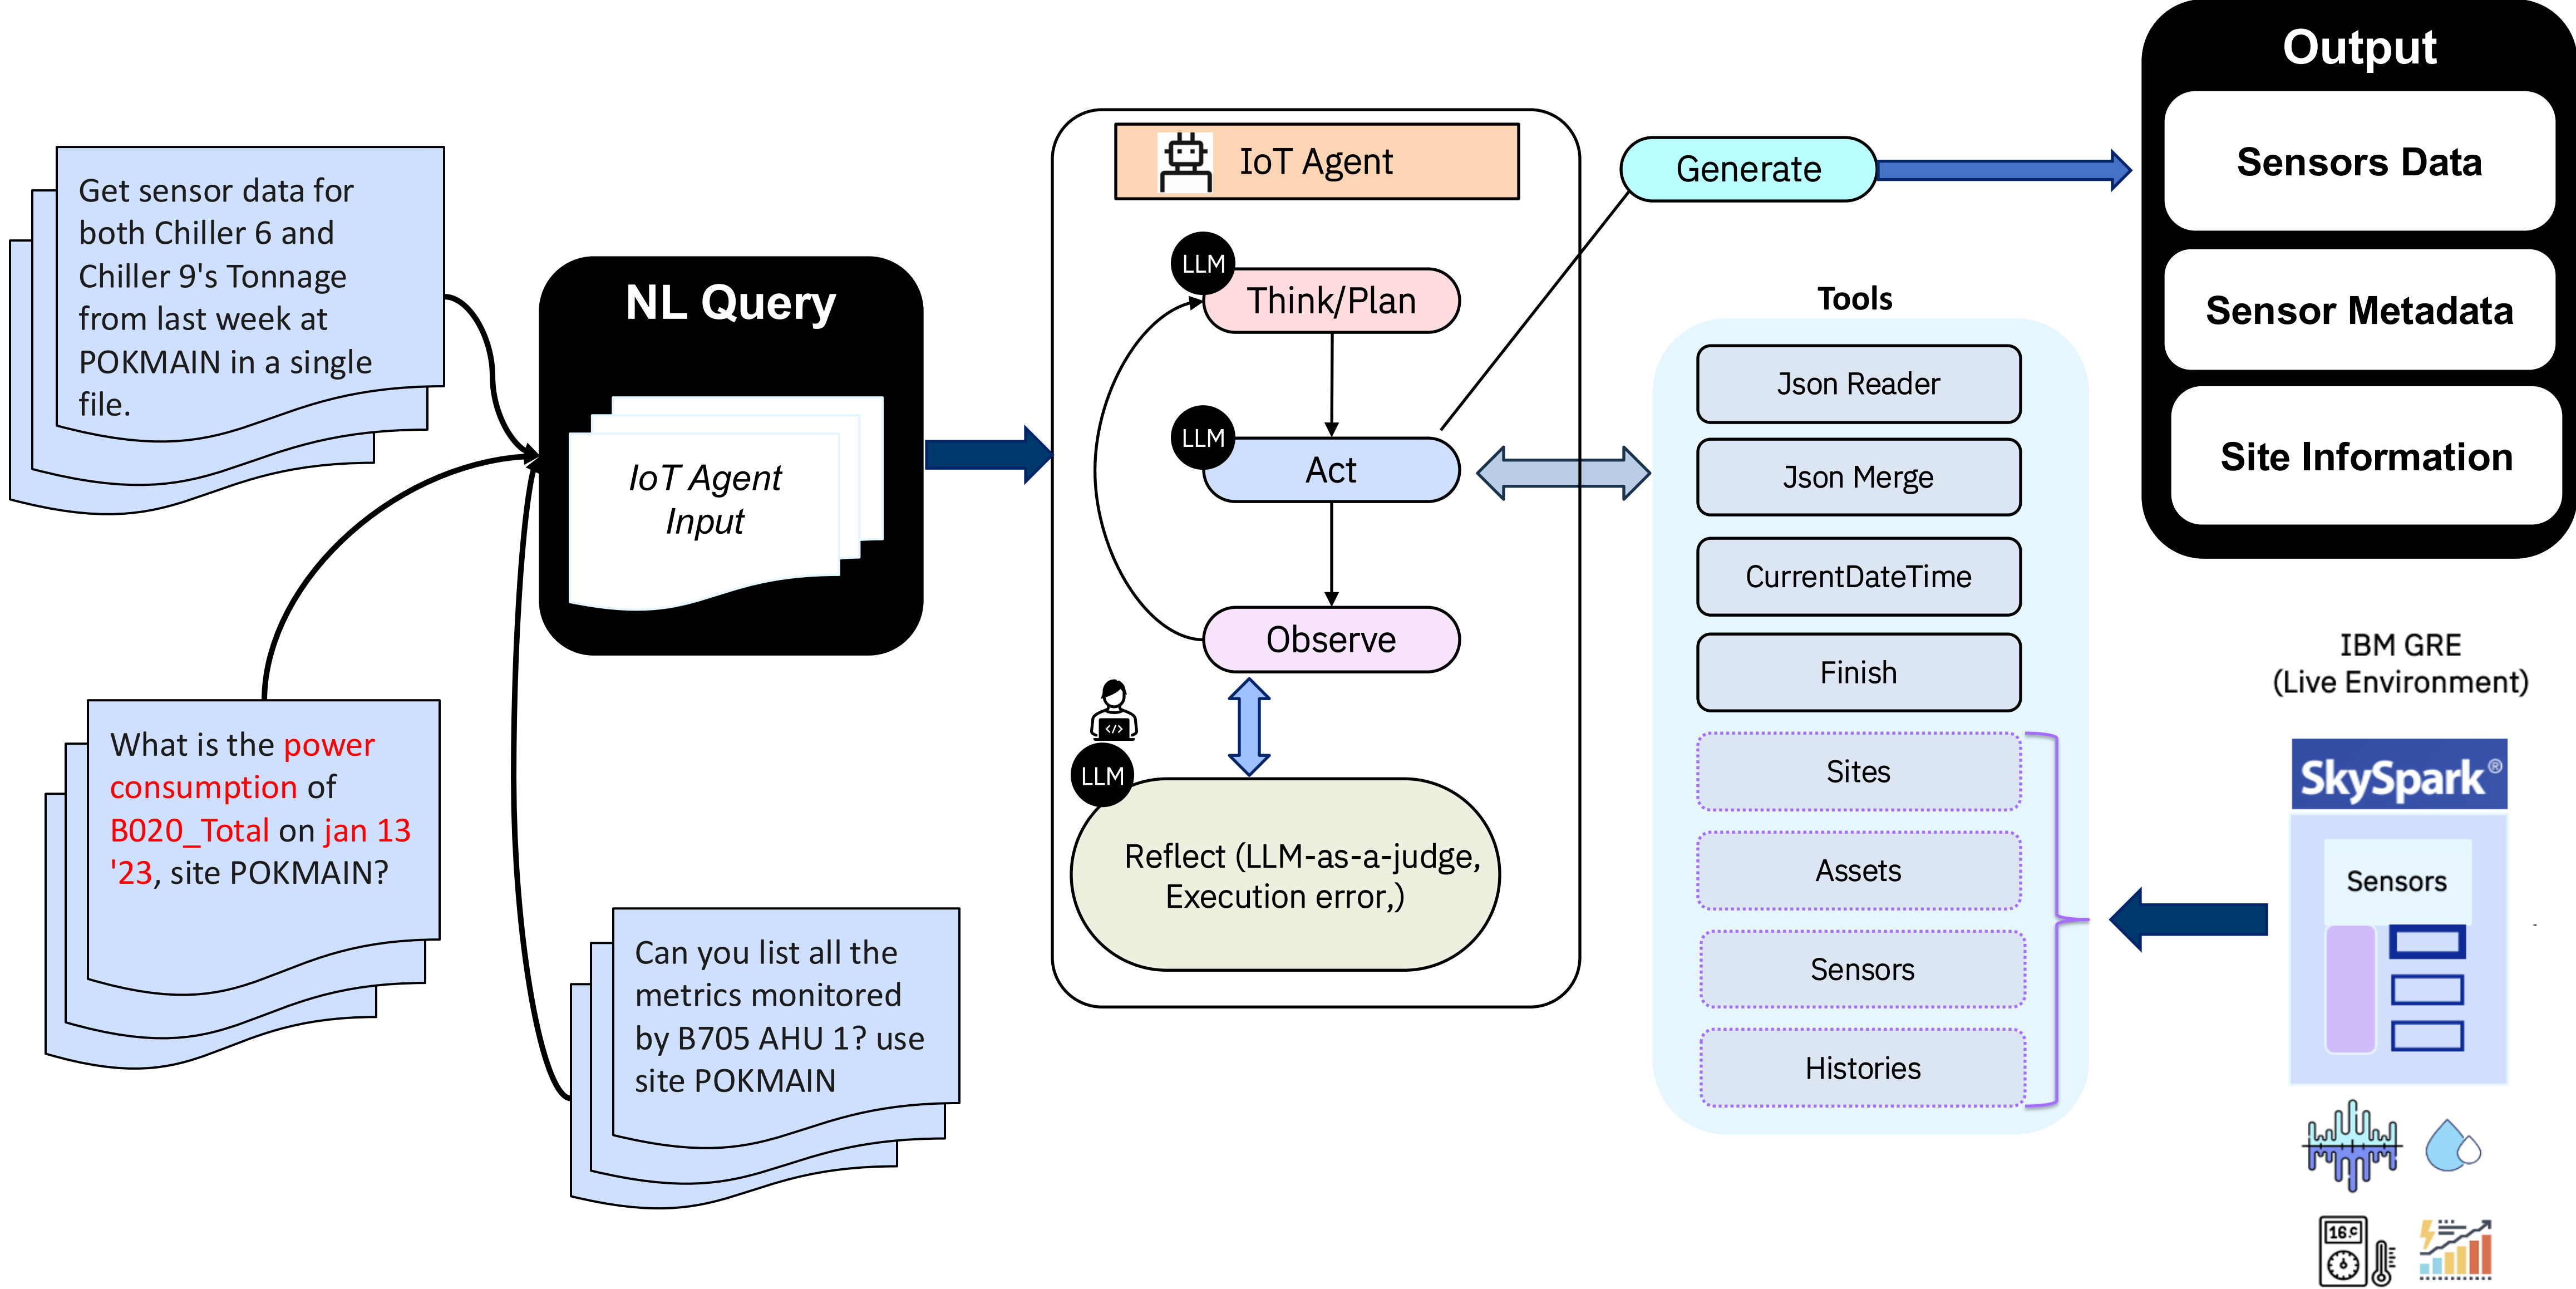 Get sensor data for
both Chiller 6 and
Chiller 9's Tonnage
from last week at
POKMAIN in a single
file.
What is the power
consumption of
B020_Total on jan 13
'23, site POKMAIN?
Can you list all the
metrics monitored
by B705 AHU 1? use
site POKMAIN
NL Query
IoT Agent
Input
IoT Agent
LLM
Think/Plan
LLM
Act
Observe
</>
LLM
Reflect (LLM-as-a-judge,
Execution error,)
Generate
Tools
Json Reader
Json Merge
CurrentDateTime
Finish
Sites
Assets
Sensors
Histories
Output
Sensors Data
Sensor Metadata
Site Information
IBM GRE
(Live Environment)
SkySpark®
Sensors
16.c